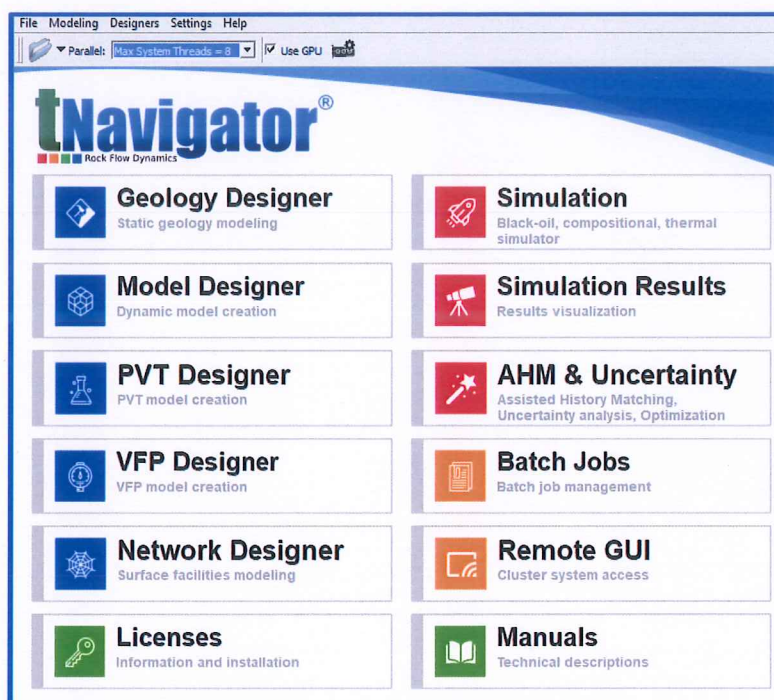 File Modeling Designers Settings Help
Parallel: Max System Threads = 8 Use GPU
tNavigator®
Rock Flow Dynamics
Geology Designer
Static geology modeling
Simulation
Black-oil, compositional, thermal
simulator
Model Designer
Dynamic model creation
Simulation Results
Results visualization
PVT Designer
PVT model creation
AHM & Uncertainty
Assisted History Matching,
Uncertainty analysis, Optimization
VFP Designer
VFP model creation
Batch Jobs
Batch job management
Network Designer
Surface facilities modeling
Remote GUI
Cluster system access
Licenses
Information and installation
Manuals
Technical descriptions